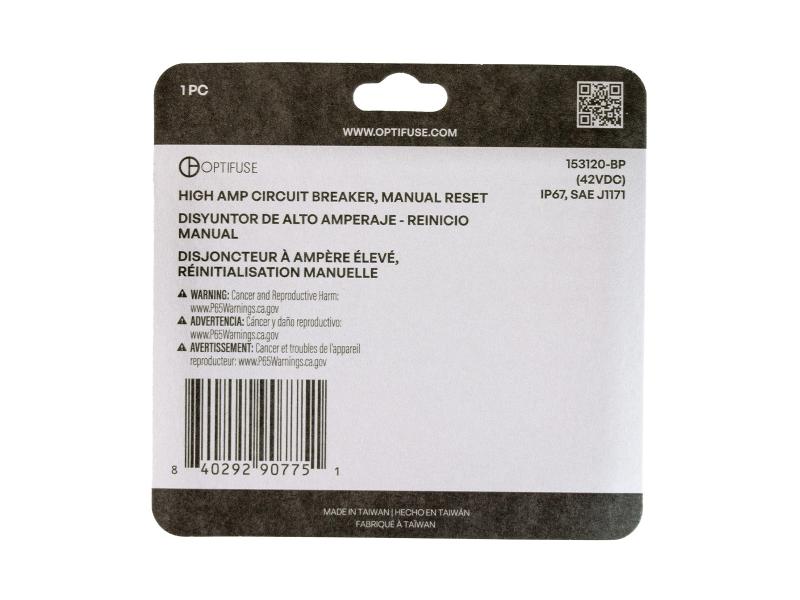 1 PC
WWW.OPTIFUSE.COM
OPTIFUSE
153120-BP
(42VDC)
IP67, SAE J1171
HIGH AMP CIRCUIT BREAKER, MANUAL RESET
DISYUNTOR DE ALTO AMPERAJE - REINICIO
MANUAL
DISJONCTEUR À AMPÈRE ÉLEVÉ,
RÉINITIALISATION MANUELLE
⚠ WARNING: Cancer and Reproductive Harm:
www.P65Warnings.ca.gov
⚠ ADVERTENCIA: Cáncer y daño reproductivo:
www.P65Warnings.ca.gov
⚠ AVERTISSEMENT: Cancer et troubles de l'appareil
reproducteur: www.P65Warnings.ca.gov
8 40292 90775 1
MADE IN TAIWAN | HECHO EN TAIWÁN
FABRIQUÉ À TAÏWAN